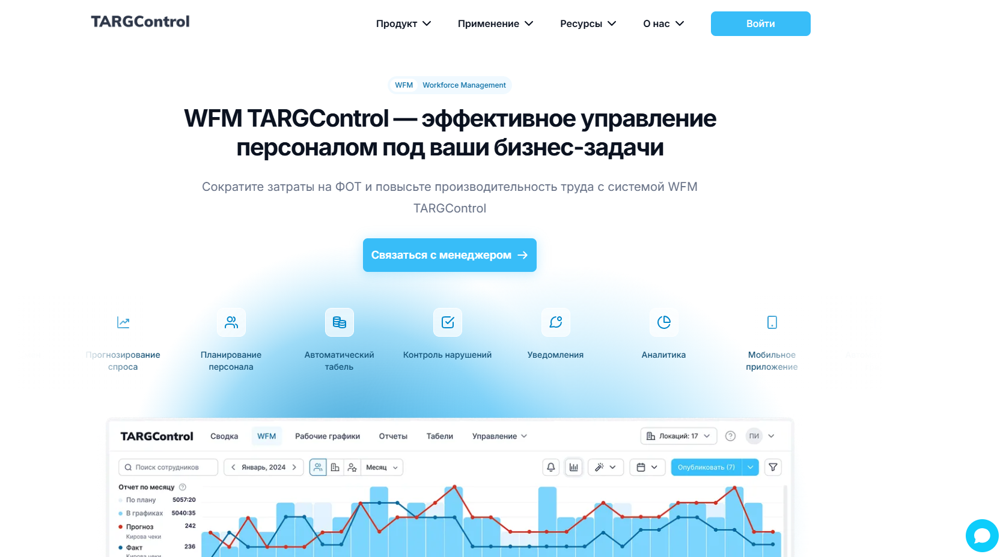 TARGControl
Продукт
Применение
Ресурсы
О нас
Войти
WFM Workforce Management
WFM TARGControl — эффективное управление
персоналом под ваши бизнес-задачи
Сократите затраты на ФОТ и повысьте производительность труда с системой WFM
TARGControl
Связаться с менеджером
Прогнозирование
спроса
Планирование
персонала
Автоматический
табель
Контроль нарушений
Уведомления
Аналитика
Мобильное
приложение
TARGControl
Сводка
WFM
Рабочие графики
Отчеты
Табели
Управление
Локаций: 17
ПИ
Поиск сотрудников
Январь, 2024
Месяц
Опубликовать (7)
Отчет по месяцу
По плану 5057:20
В графиках 5040:35
Прогноз 242
Кирова чеки
Факт 236
Кирова чеки